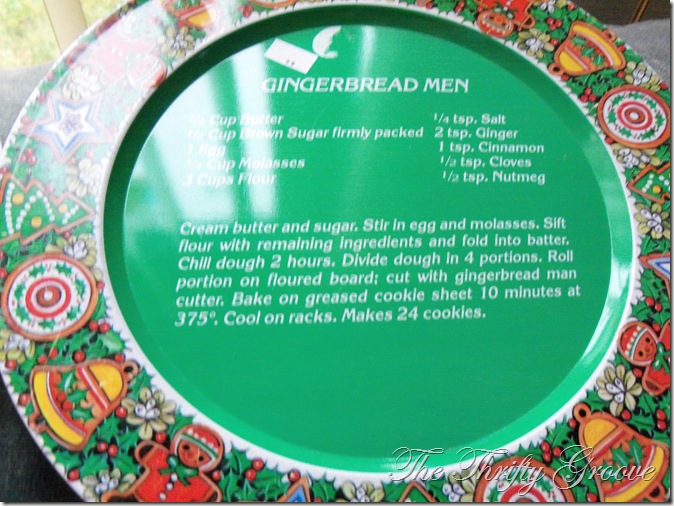 GINGERBREAD MEN
Cup Butter ¼ tsp. Salt
Cup Brown Sugar firmly packed 2 tsp. Ginger
1 Egg 1 tsp. Cinnamon
Cup Molasses ½ tsp. Cloves
3 Cups Flour ½ tsp. Nutmeg
Cream butter and sugar. Stir in egg and molasses. Sift
flour with remaining ingredients and fold into batter.
Chill dough 2 hours. Divide dough in 4 portions. Roll
portion on floured board; cut with gingerbread man
cutter. Bake on greased cookie sheet 10 minutes at
375°. Cool on racks. Makes 24 cookies.
The Thrifty Groove